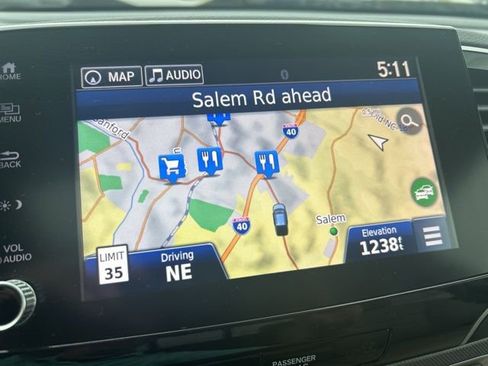 MAP
AUDIO
5:11
Salem Rd ahead
HOME
MENU
BACK
VOL
AUDIO
40
40
Salem
LIMIT
35
Driving
NE
Elevation
1238ft
PASSENGER